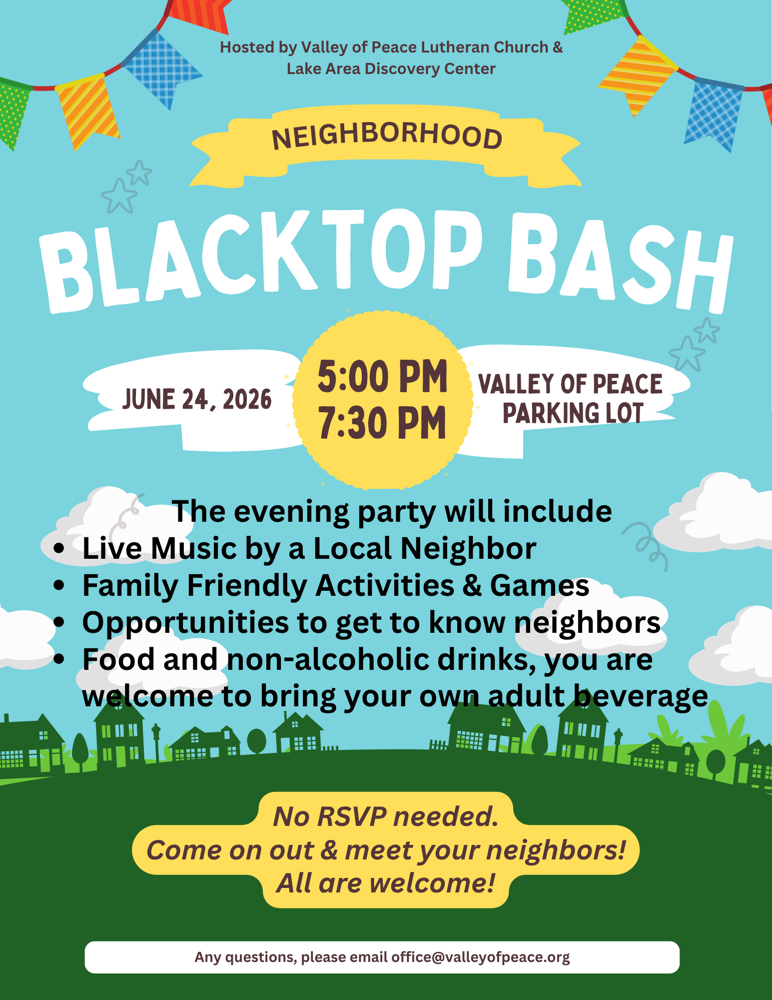 Hosted by Valley of Peace Lutheran Church &
Lake Area Discovery Center
NEIGHBORHOOD
BLACKTOP BASH
JUNE 24, 2026
5:00 PM
7:30 PM
VALLEY OF PEACE
PARKING LOT
The evening party will include
• Live Music by a Local Neighbor
• Family Friendly Activities & Games
• Opportunities to get to know neighbors
• Food and non-alcoholic drinks, you are
welcome to bring your own adult beverage
No RSVP needed.
Come on out & meet your neighbors!
All are welcome!
Any questions, please email office@valleyofpeace.org